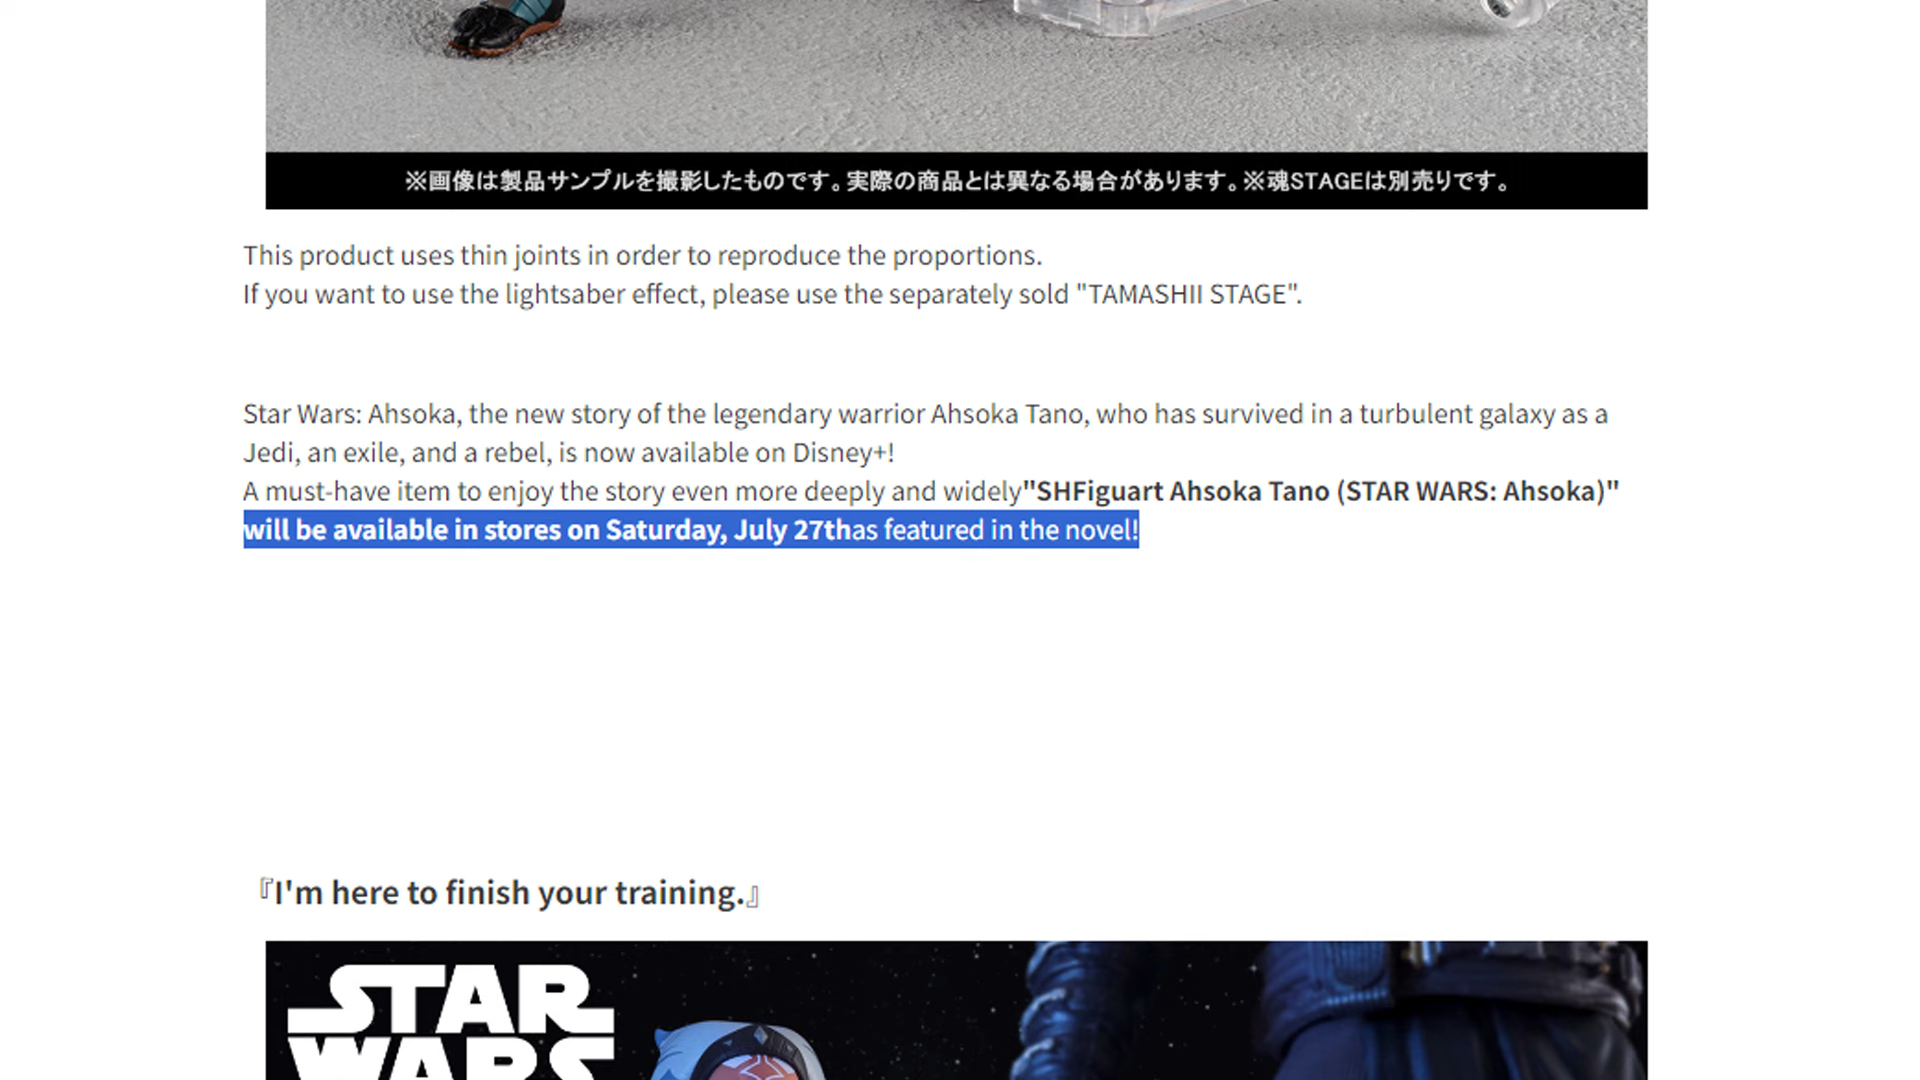 ※画像は製品サンプルを撮影したものです。実際の商品とは異なる場合があります。※魂STAGEは別売りです。
This product uses thin joints in order to reproduce the proportions.
If you want to use the lightsaber effect, please use the separately sold "TAMASHII STAGE".
Star Wars: Ahsoka, the new story of the legendary warrior Ahsoka Tano, who has survived in a turbulent galaxy as a
Jedi, an exile, and a rebel, is now available on Disney+!
A must-have item to enjoy the story even more deeply and widely"SHFiguart Ahsoka Tano (STAR WARS: Ahsoka)"
will be available in stores on Saturday, July 27thas featured in the novel!
『I'm here to finish your training.』
STAR
WARS